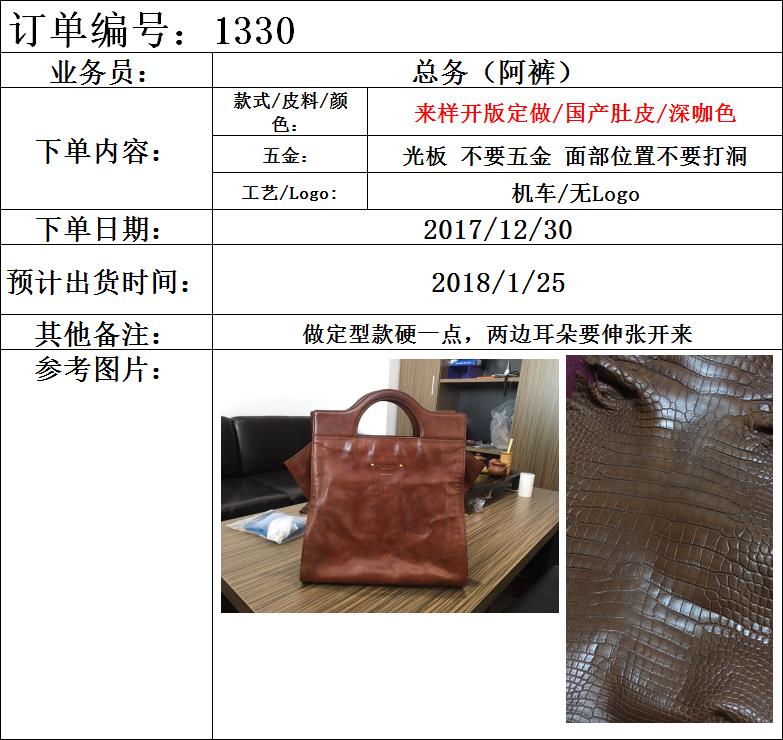 订单编号：1330
业务员：
总务（阿裤）
下单内容：
款式/皮料/颜
色：
来样开版定做/国产肚皮/深咖色
五金：
光板 不要五金 面部位置不要打洞
工艺/Logo:
机车/无Logo
下单日期：
2017/12/30
预计出货时间：
2018/1/25
其他备注：
做定型款硬一点，两边耳朵要伸张开来
参考图片：